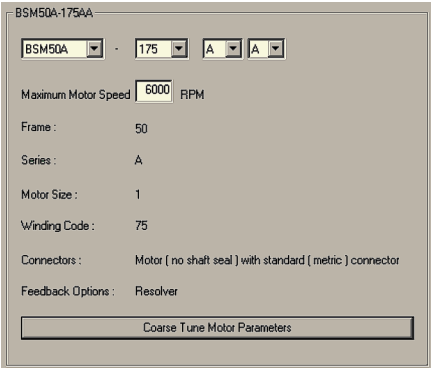 BSM50A-175AA
BSM50A - 175 A A
Maximum Motor Speed 6000 RPM
Frame : 50
Series : A
Motor Size : 1
Winding Code : 75
Connectors : Motor ( no shaft seal ) with standard ( metric ) connector
Feedback Options : Resolver
Coarse Tune Motor Parameters